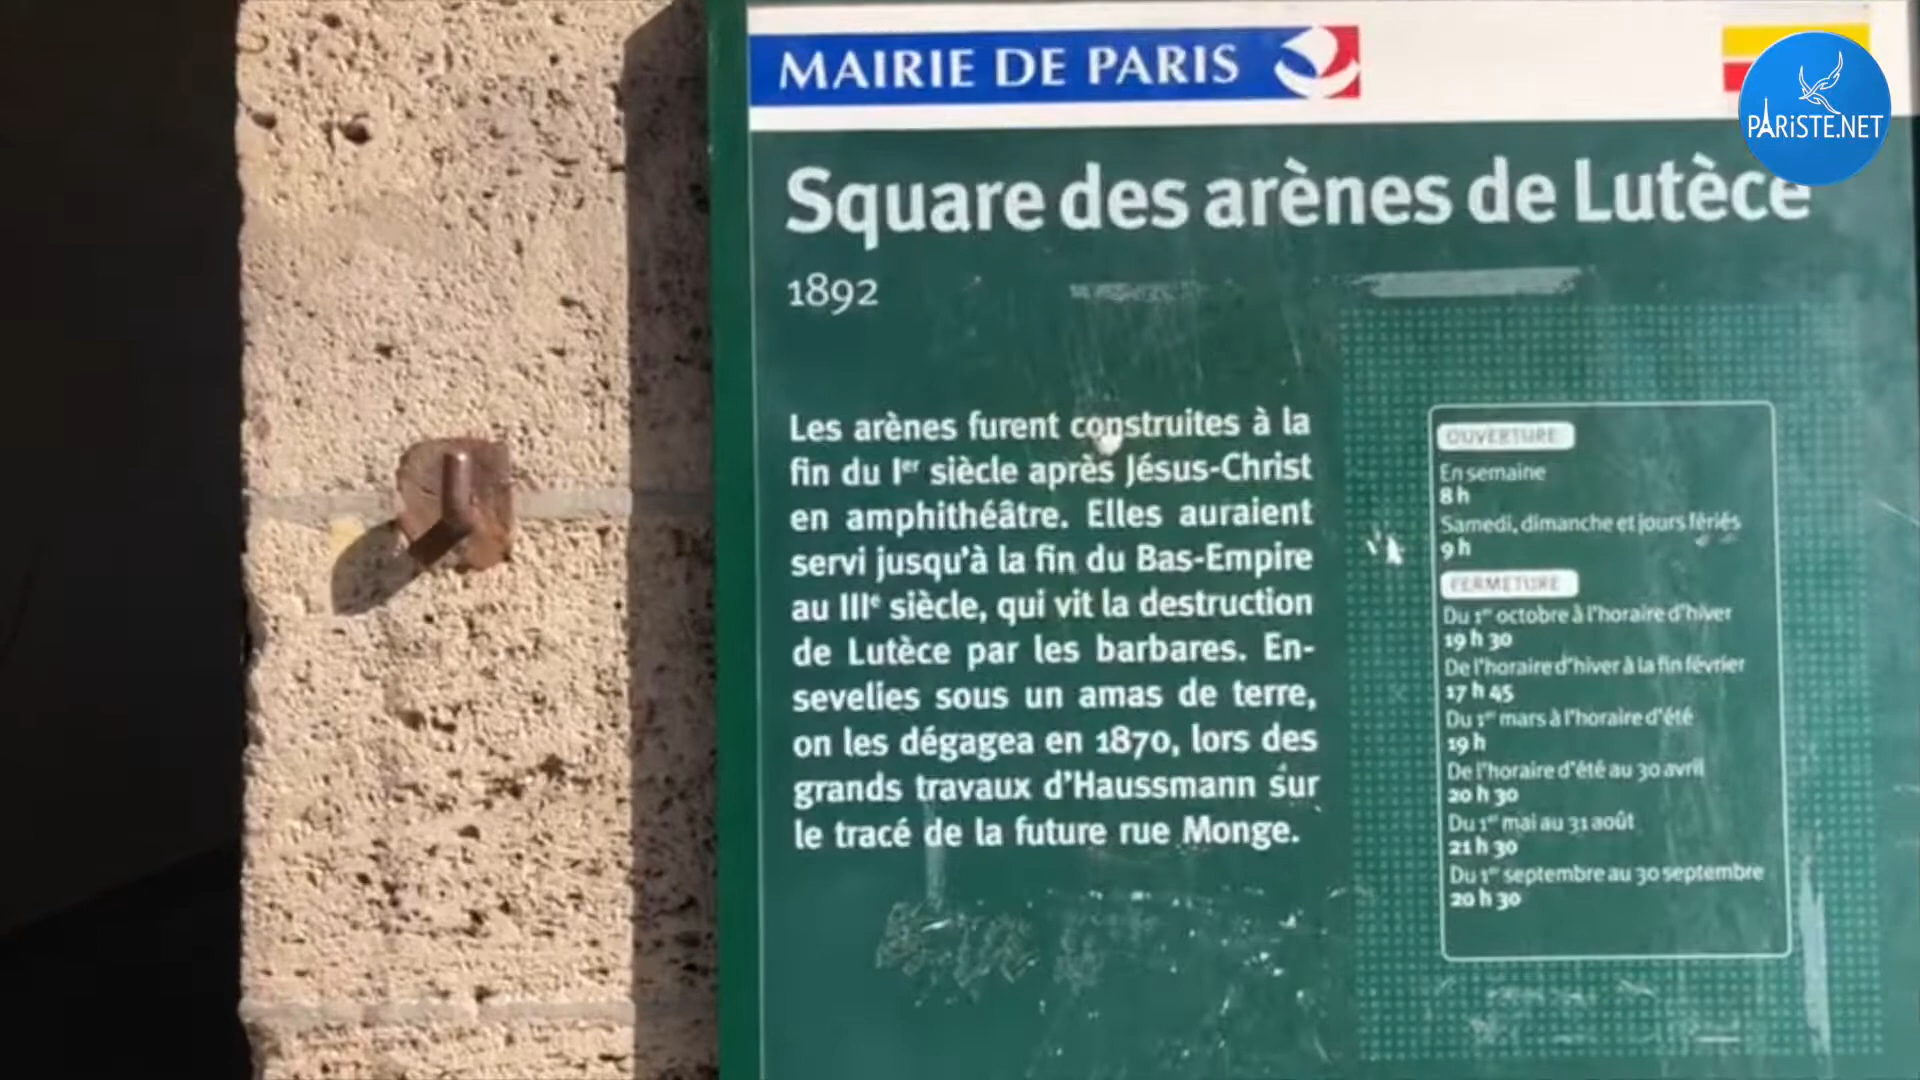 MAIRIE DE PARIS
PARiSTE.NET
Square des arènes de Lutèce
1892
Les arènes furent construites à la
fin du Iᵉʳ siècle après Jésus-Christ
en amphithéâtre. Elles auraient
servi jusqu'à la fin du Bas-Empire
au IIIᵉ siècle, qui vit la destruction
de Lutèce par les barbares. En-
sevelies sous un amas de terre,
on les dégagea en 1870, lors des
grands travaux d'Haussmann sur
le tracé de la future rue Monge.
OUVERTURE
En semaine
8 h
Samedi, dimanche et jours fériés
9 h
FERMETURE
Du 1ᵉʳ octobre à l'horaire d'hiver
19 h 30
De l'horaire d'hiver à la fin février
17 h 45
Du 1ᵉʳ mars à l'horaire d'été
19 h
De l'horaire d'été au 30 avril
20 h 30
Du 1ᵉʳ mai au 31 août
21 h 30
Du 1ᵉʳ septembre au 30 septembre
20 h 30